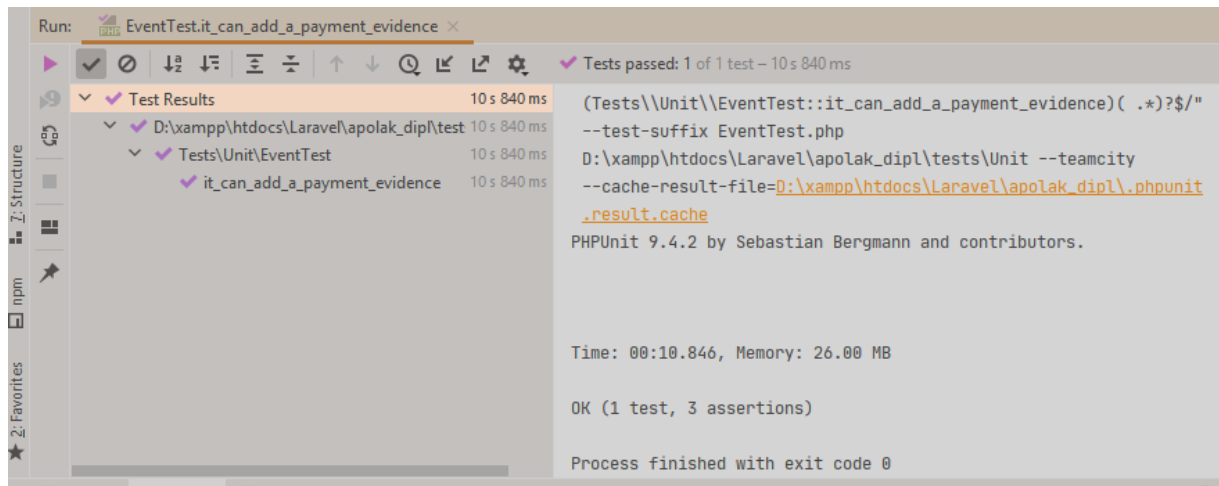 Run: EventTest.it_can_add_a_payment_evidence
Tests passed: 1 of 1 test – 10 s 840 ms
Test Results 10 s 840 ms
D:\xampp\htdocs\Laravel\apolak_dipl\test 10 s 840 ms
Tests\Unit\EventTest 10 s 840 ms
it_can_add_a_payment_evidence 10 s 840 ms
(Tests\\Unit\\EventTest::it_can_add_a_payment_evidence)( .*)?$/"
--test-suffix EventTest.php
D:\xampp\htdocs\Laravel\apolak_dipl\tests\Unit --teamcity
--cache-result-file=D:\xampp\htdocs\Laravel\apolak_dipl\.phpunit
.result.cache
PHPUnit 9.4.2 by Sebastian Bergmann and contributors.
Time: 00:10.846, Memory: 26.00 MB
OK (1 test, 3 assertions)
Process finished with exit code 0
7: Structure
npm
2: Favorites